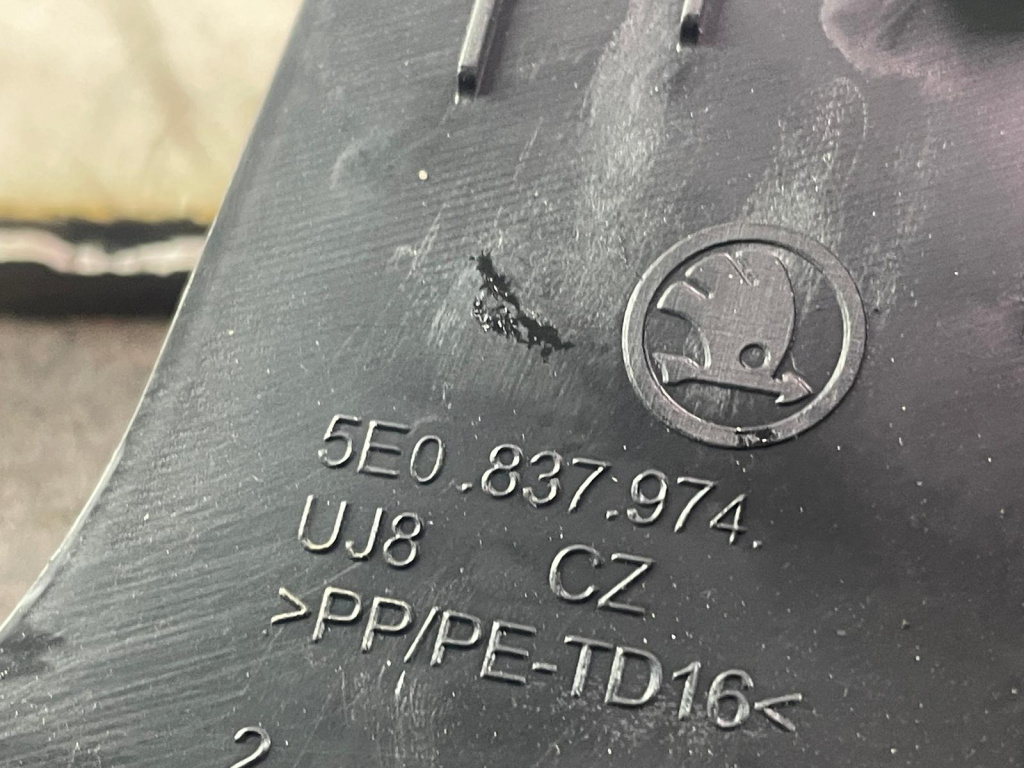 5E0.837.974.
UJ8 CZ
>PP/PE-TD16<
2